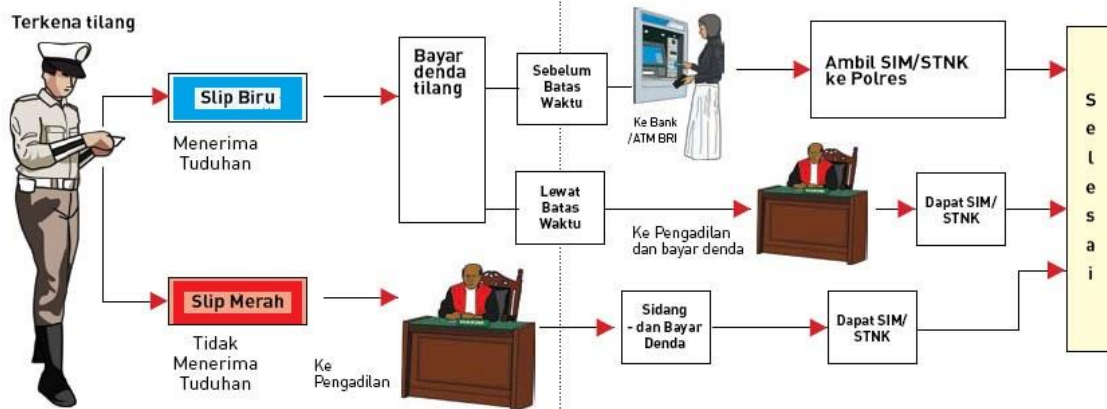 Terkena tilang
Slip Biru
Menerima
Tuduhan
Bayar
denda
tilang
Sebelum
Batas
Waktu
Ke Bank
/ATM BRI
Ambil SIM/STNK
ke Polres
Lewat
Batas
Waktu
Ke Pengadilan
dan bayar denda
Dapat SIM/
STNK
Slip Merah
Tidak
Menerima
Tuduhan
Ke
Pengadilan
Sidang
- dan Bayar
Denda
Dapat SIM/
STNK
S
e
l
e
s
a
i